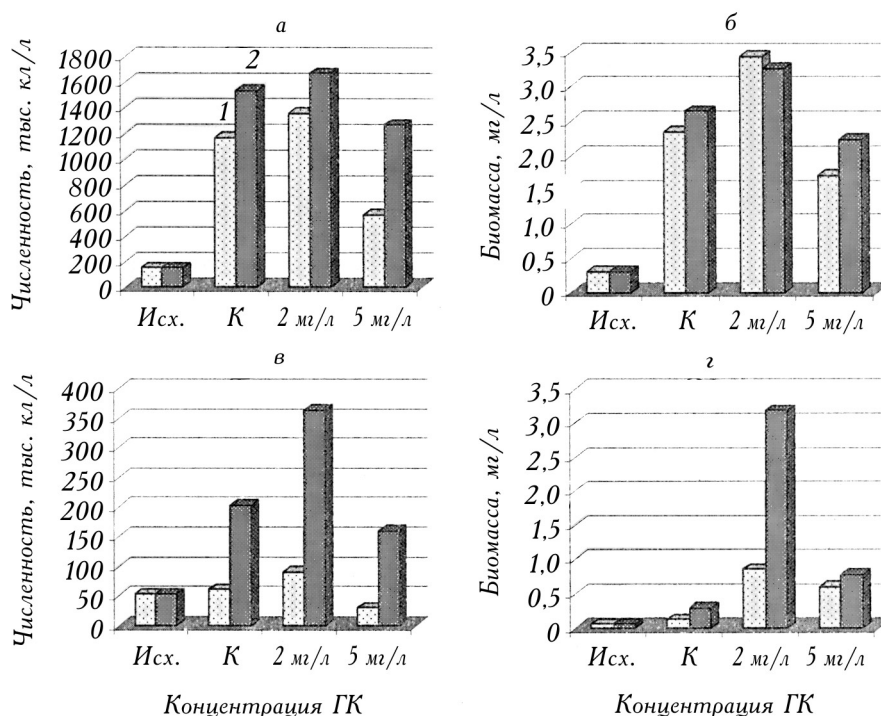 а
Численность, тыс. кл/л
1800
1600
1400
1200
1000
800
600
400
200
0
1
2
Исх.
К
2 мг/л
5 мг/л
б
Биомасса, мг/л
3,5
3,0
2,5
2,0
1,5
1,0
0,5
0
Исх.
К
2 мг/л
5 мг/л
в
Численность, тыс. кл/л
400
350
300
250
200
150
100
50
0
Исх.
К
2 мг/л
5 мг/л
Концентрация ГК
г
Биомасса, мг/л
3,5
3,0
2,5
2,0
1,5
1,0
0,5
0
Исх.
К
2 мг/л
5 мг/л
Концентрация ГК